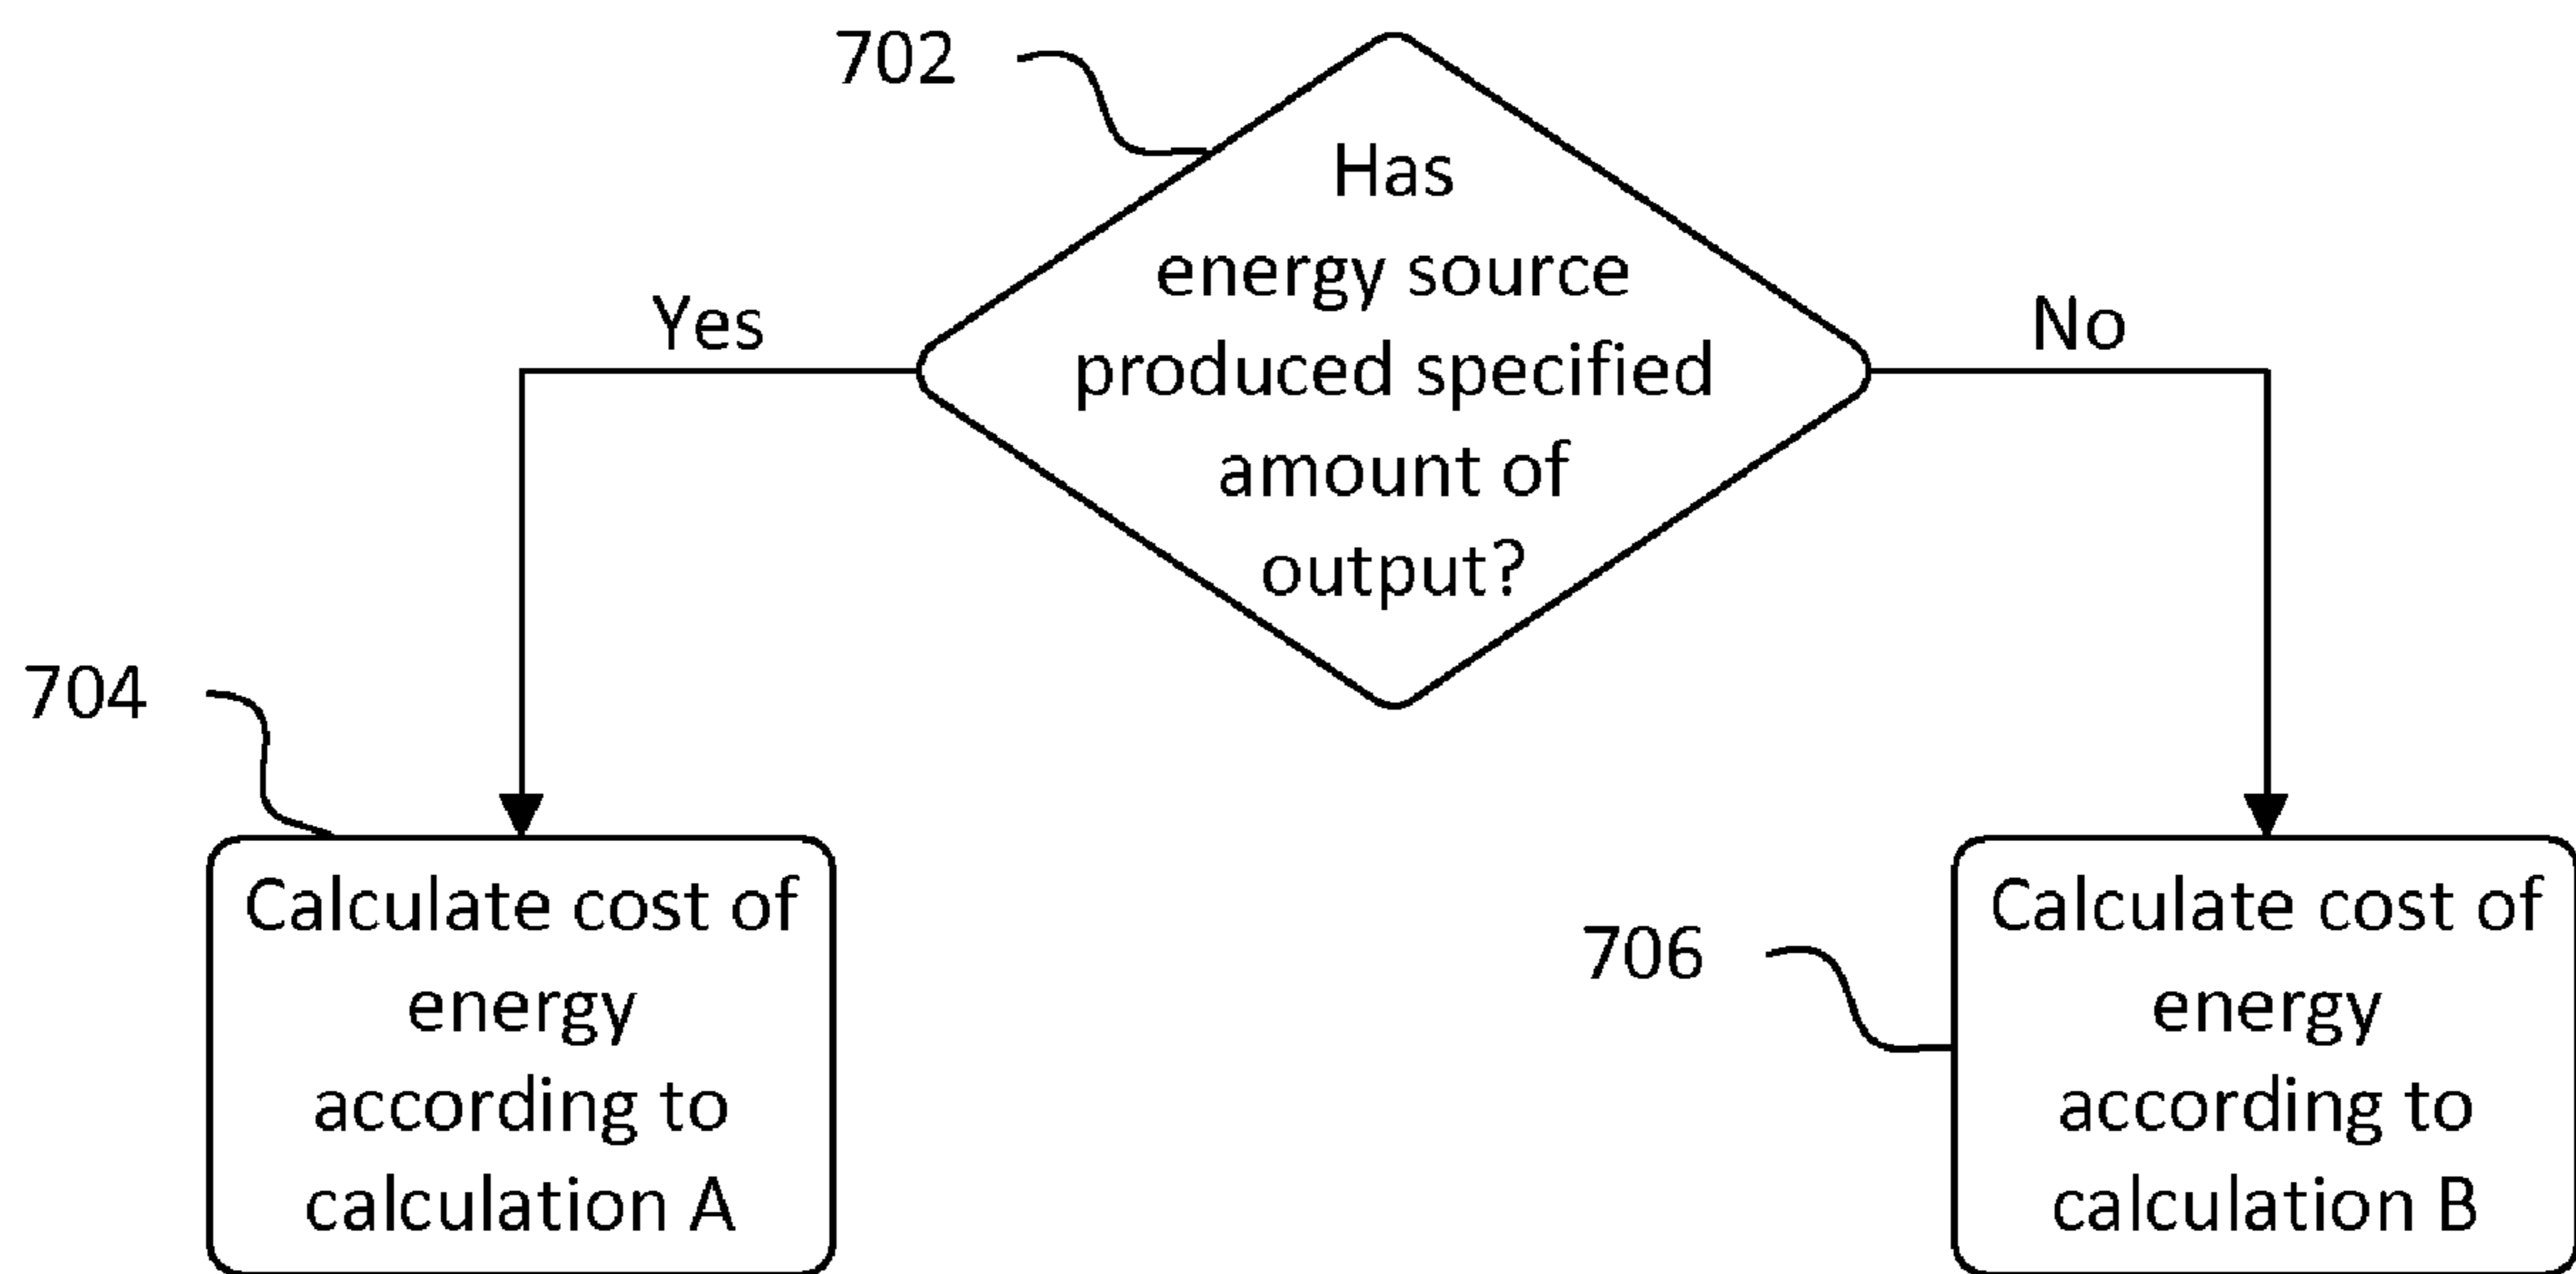 702
Has
energy source
produced specified
amount of
output?
Yes
No
704
Calculate cost of
energy
according to
calculation A
706
Calculate cost of
energy
according to
calculation B